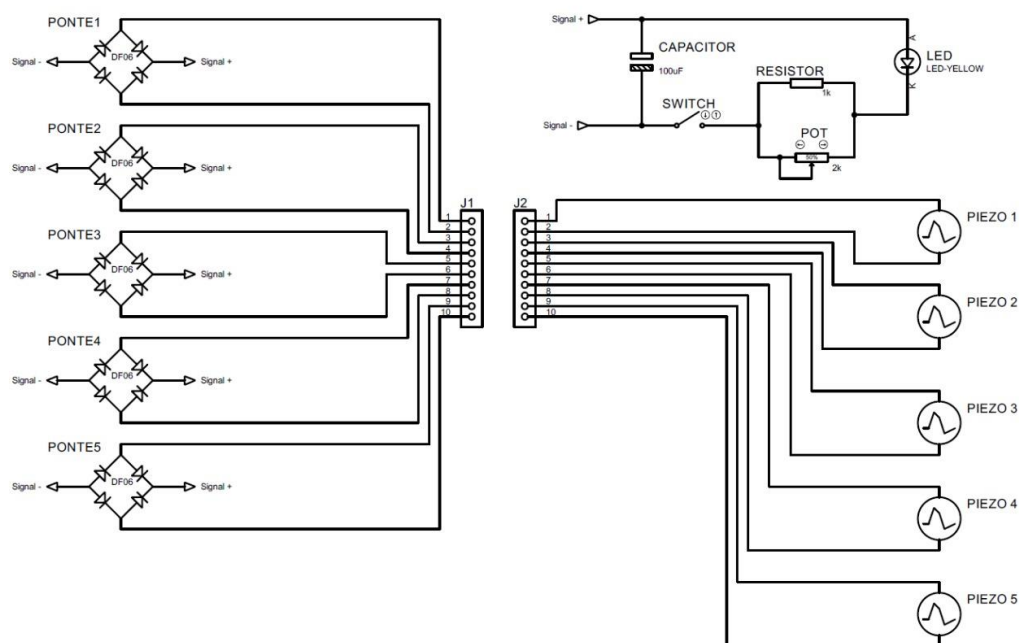 PONTE1
DF06
Signal -
Signal +
PONTE2
DF06
Signal -
Signal +
PONTE3
DF06
Signal -
Signal +
PONTE4
DF06
Signal -
Signal +
PONTE5
DF06
Signal -
Signal +
J1
1
2
3
4
5
6
7
8
9
10
J2
1
2
3
4
5
6
7
8
9
10
Signal +
CAPACITOR
100uF
Signal -
SWITCH
RESISTOR
1k
POT
50%
2k
A
LED
LED-YELLOW
K
PIEZO 1
PIEZO 2
PIEZO 3
PIEZO 4
PIEZO 5